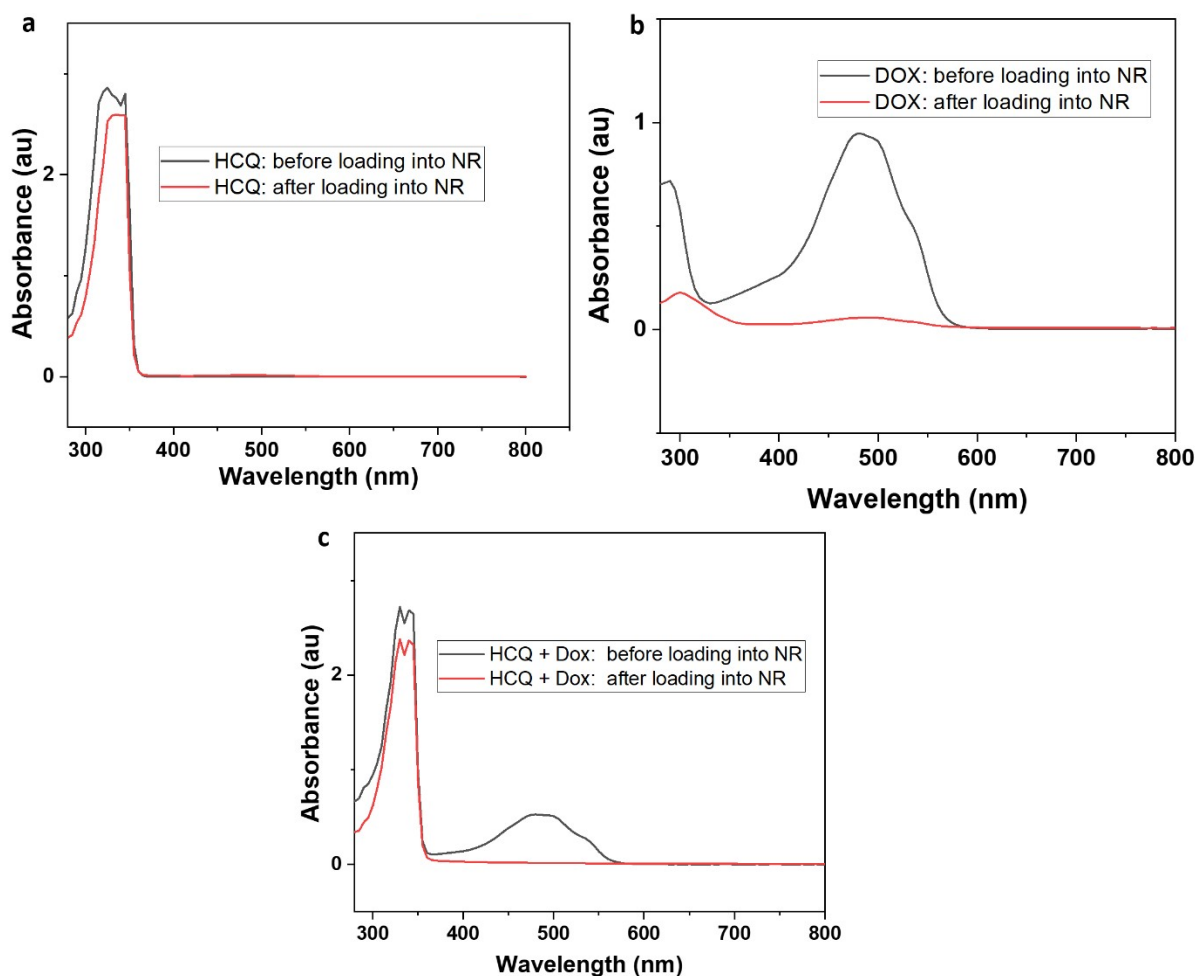 a
Absorbance (au)
2
0
HCQ: before loading into NR
HCQ: after loading into NR
300 400 500 600 700 800
Wavelength (nm)
b
Absorbance (au)
1
0
DOX: before loading into NR
DOX: after loading into NR
300 400 500 600 700 800
Wavelength (nm)
c
Absorbance (au)
2
0
HCQ + Dox: before loading into NR
HCQ + Dox: after loading into NR
300 400 500 600 700 800
Wavelength (nm)